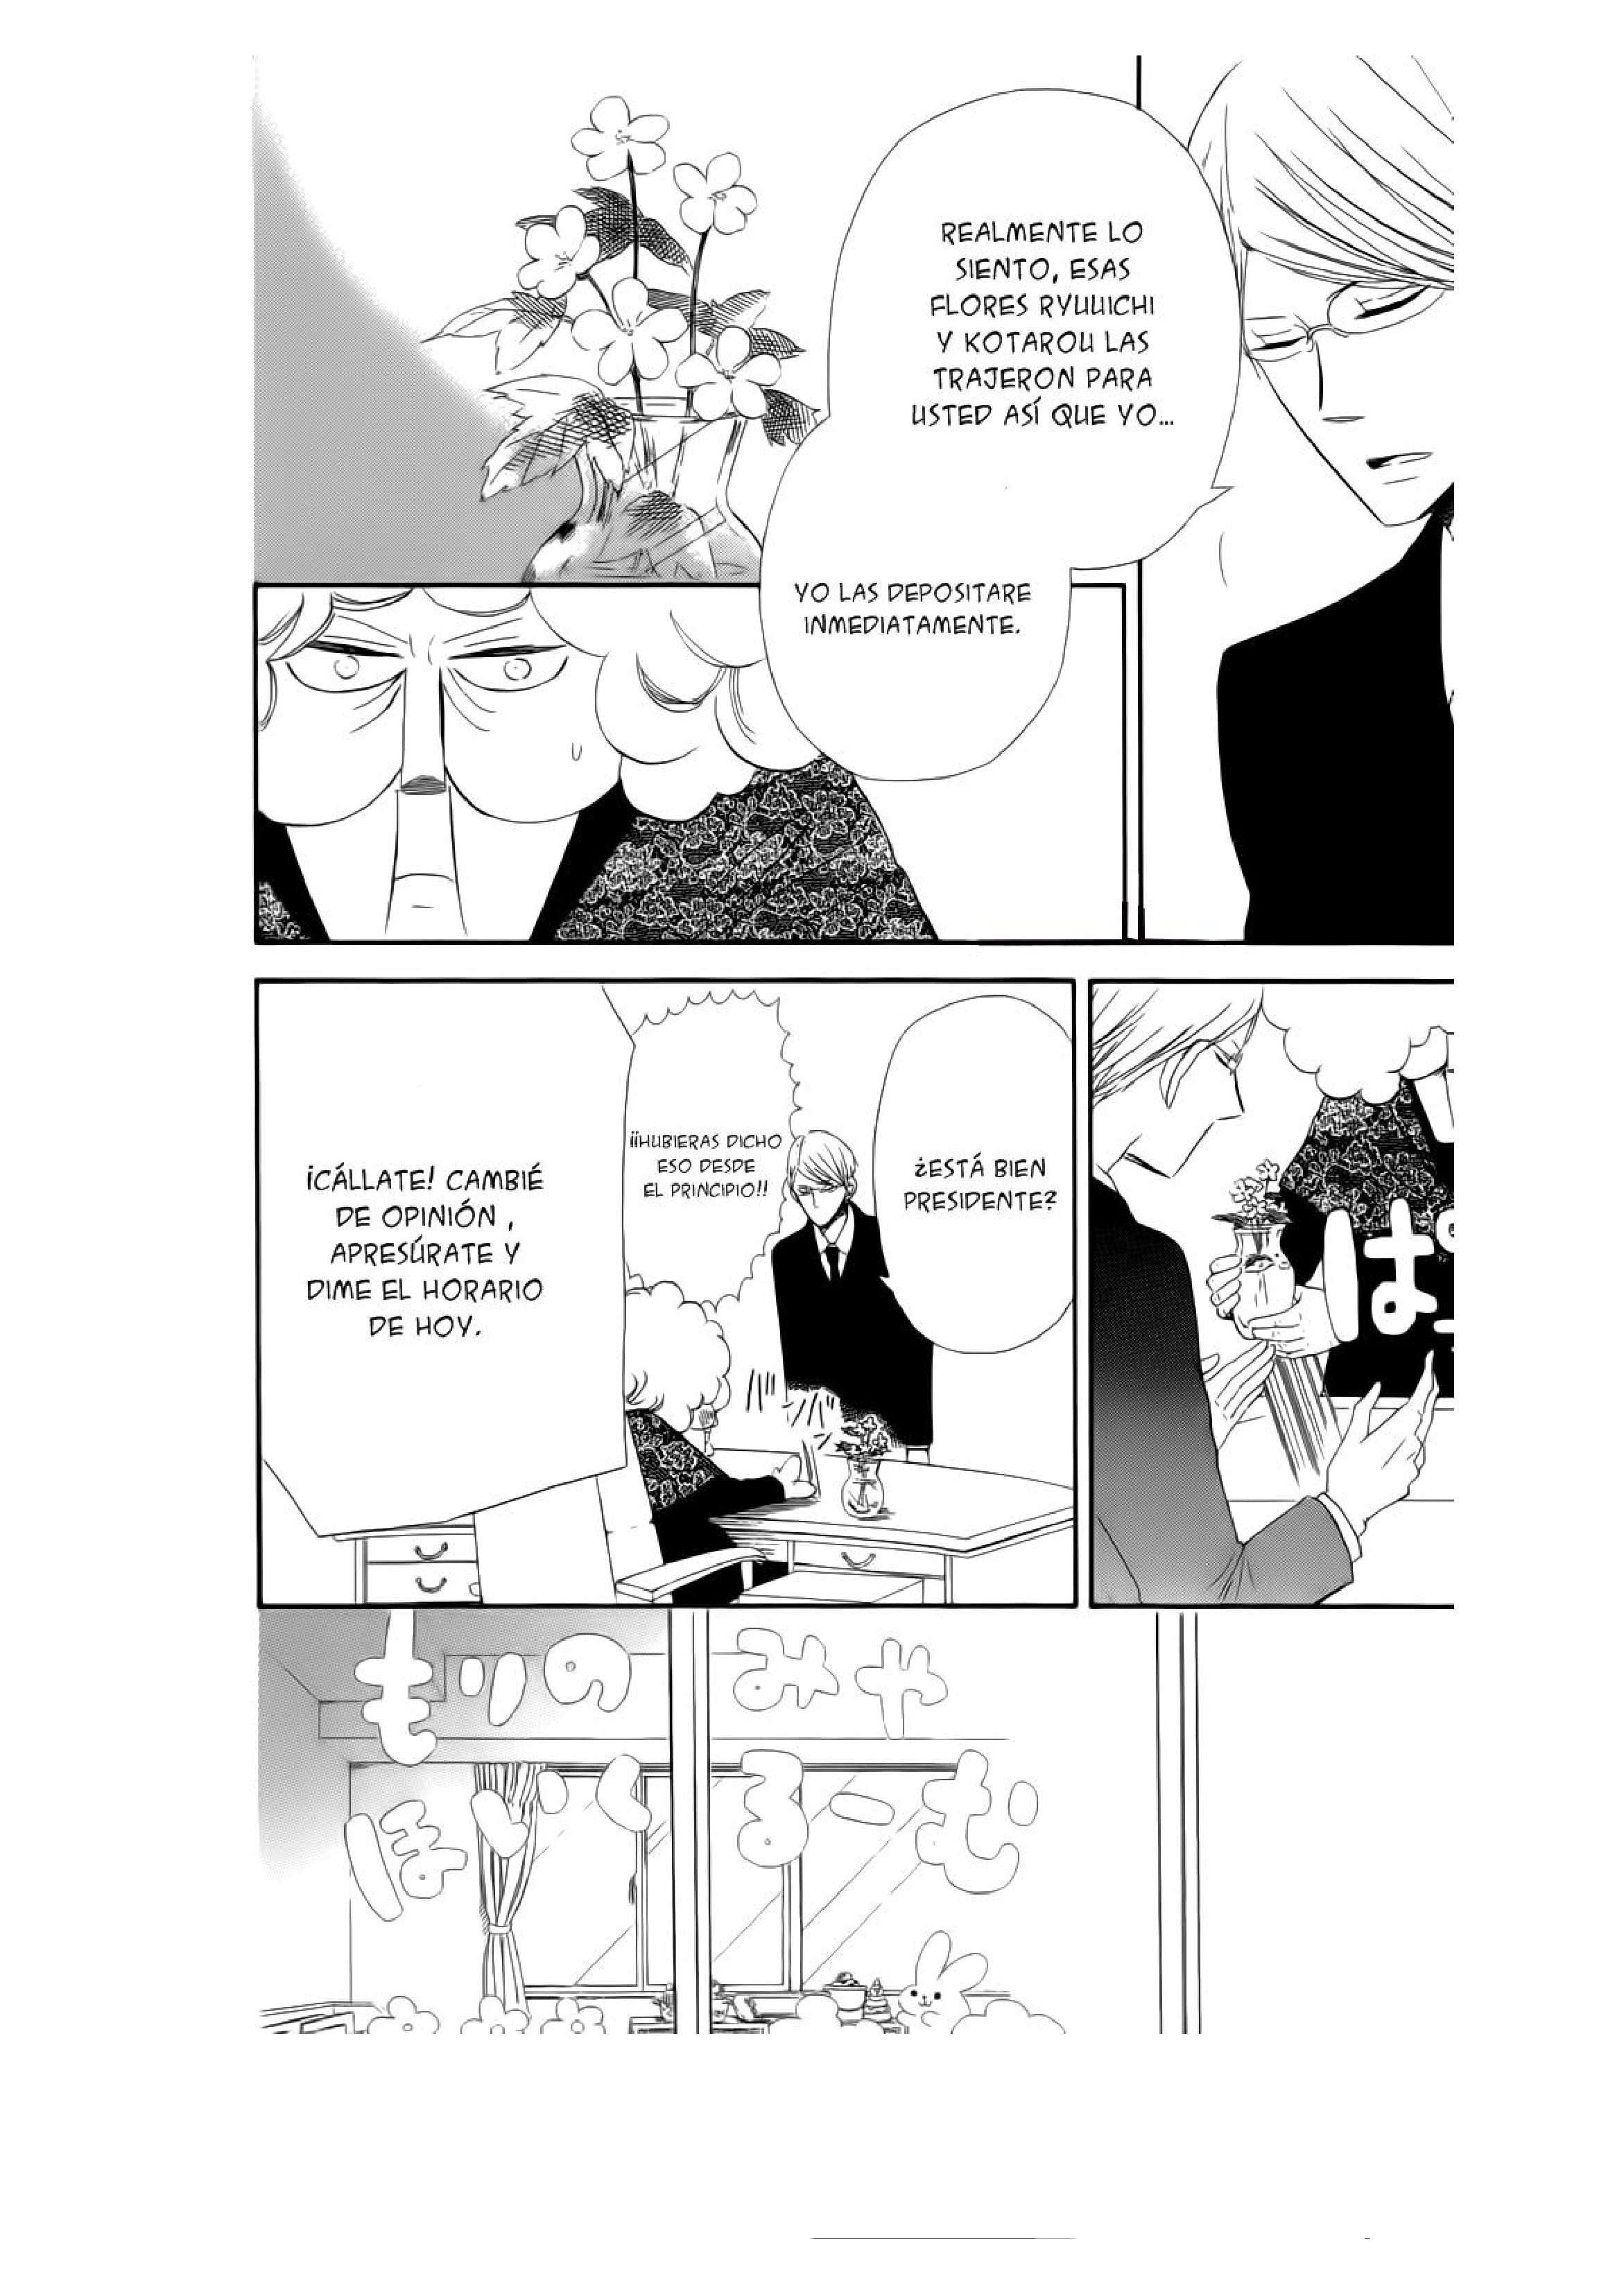 REALMENTE LO
SIENTO, ESAS
FLORES RYUUICHI
Y KOTAROU LAS
TRAJERON PARA
USTED ASÍ QUE YO...
YO LAS DEPOSITARE
INMEDIATAMENTE.
¿ESTÁ BIEN
PRESIDENTE?
¡¡HUBIERAS DICHO
ESO DESDE
EL PRINCIPIO!!
¡CÁLLATE! CAMBIÉ
DE OPINIÓN ,
APRESÚRATE Y
DIME EL HORARIO
DE HOY.
もりのみや
ほいくるーむ